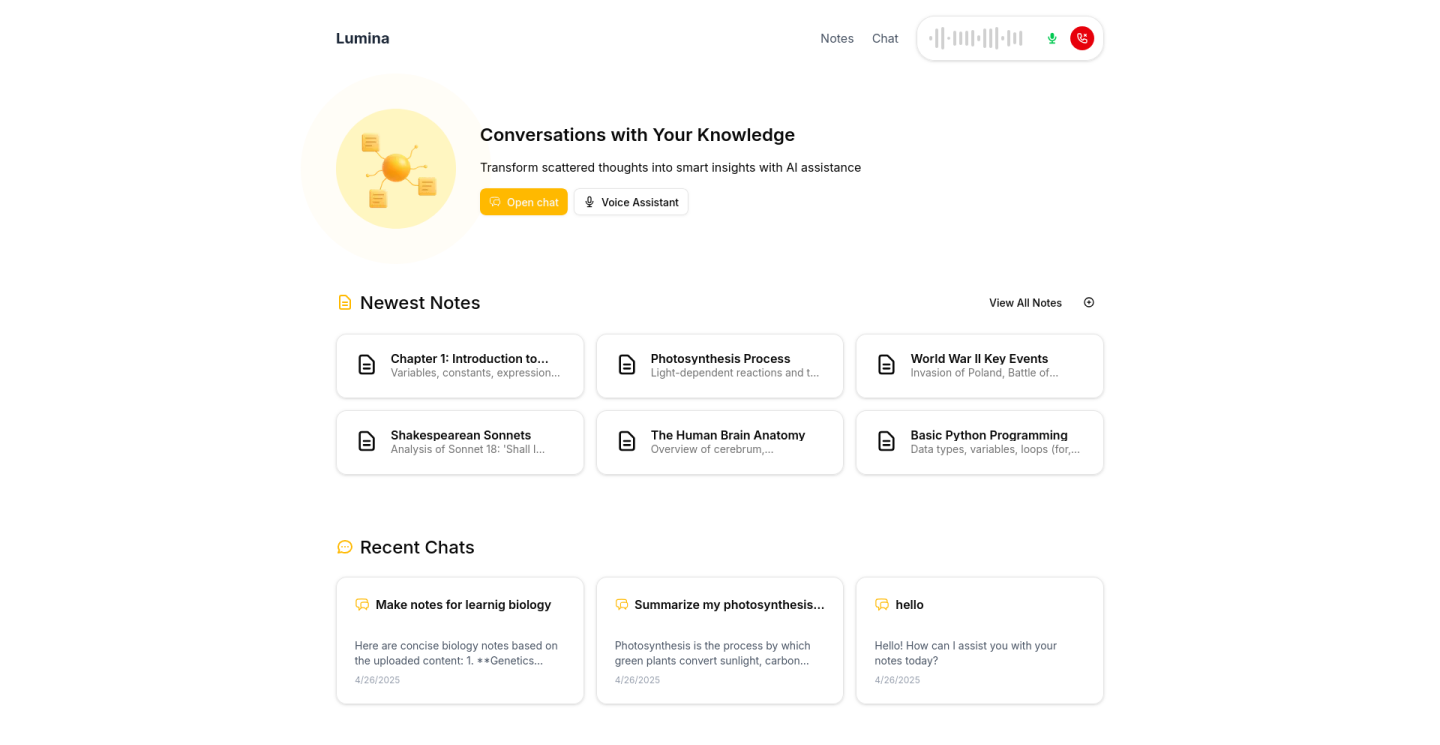 Lumina
Notes
Chat
Conversations with Your Knowledge
Transform scattered thoughts into smart insights with AI assistance
Open chat
Voice Assistant
Newest Notes
View All Notes
Chapter 1: Introduction to...
Variables, constants, expression...
Photosynthesis Process
Light-dependent reactions and t...
World War II Key Events
Invasion of Poland, Battle of...
Shakespearean Sonnets
Analysis of Sonnet 18: 'Shall I...
The Human Brain Anatomy
Overview of cerebrum,...
Basic Python Programming
Data types, variables, loops (for,...
Recent Chats
Make notes for learnig biology
Here are concise biology notes based on
the uploaded content: 1. **Genetics...
4/26/2025
Summarize my photosynthesis...
Photosynthesis is the process by which
green plants convert sunlight, carbon...
4/26/2025
hello
Hello! How can I assist you with your
notes today?
4/26/2025